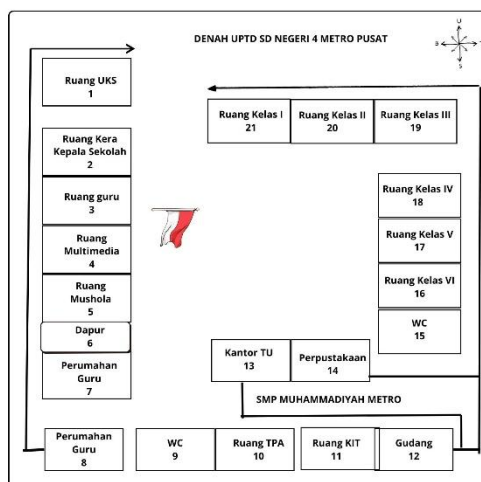 DENAH UPTD SD NEGERI 4 METRO PUSAT
U
B
S
Ruang UKS
1
Ruang Kera
Kepala Sekolah
2
Ruang guru
3
Ruang
Multimedia
4
Ruang
Mushola
5
Dapur
6
Perumahan
Guru
7
Perumahan
Guru
8
WC
9
Ruang TPA
10
Ruang KIT
11
Gudang
12
Kantor TU
13
Perpustakaan
14
SMP MUHAMMADIYAH METRO
WC
15
Ruang Kelas VI
16
Ruang Kelas V
17
Ruang Kelas IV
18
Ruang Kelas III
19
Ruang Kelas II
20
Ruang Kelas I
21